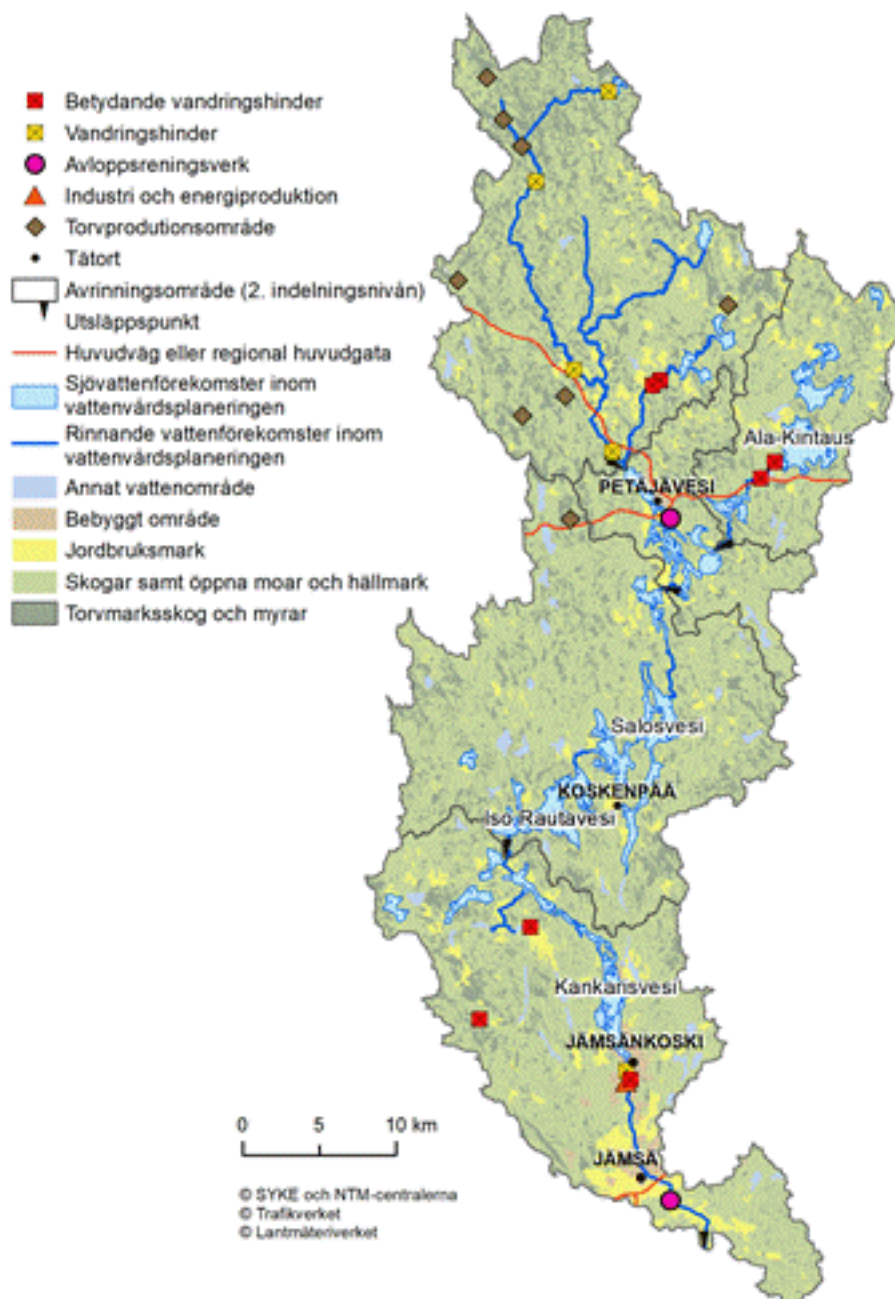 Betydande vandringshinder
Vandringshinder
Avloppsreningsverk
Industri och energiproduktion
Torvprodutionsområde
Tätort
Avrinningsområde (2. indelningsnivån)
Utsläppspunkt
Huvudväg eller regional huvudgata
Sjövattenförekomster inom
vattenvårdsplaneringen
Rinnande vattenförekomster inom
vattenvårdsplaneringen
Annat vattenområde
Bebyggt område
Jordbruksmark
Skogar samt öppna moar och hällmark
Torvmarksskog och myrar
Ala-Kintaus
PETÄJÄVESI
Salosvesi
KOSKENPÄÄ
Iso Rautavesi
Kankarisvesi
JÄMSÄNKOSKI
JÄMSÄ
0 5 10 km
© SYKE och NTM-centralerna
© Trafikverket
© Lantmäteriverket